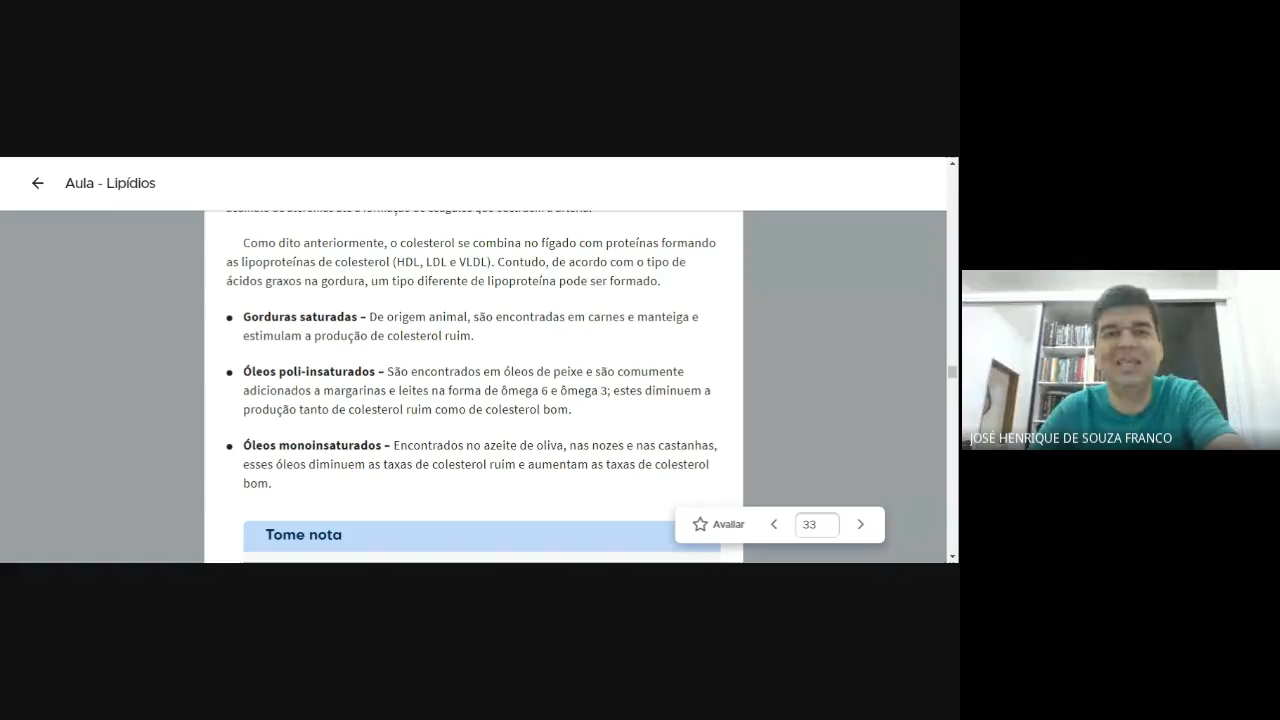 Aula - Lipídios
Como dito anteriormente, o colesterol se combina no fígado com proteínas formando
as lipoproteínas de colesterol (HDL, LDL e VLDL). Contudo, de acordo com o tipo de
ácidos graxos na gordura, um tipo diferente de lipoproteína pode ser formado.
● Gorduras saturadas – De origem animal, são encontradas em carnes e manteiga e
estimulam a produção de colesterol ruim.
● Óleos poli-insaturados – São encontrados em óleos de peixe e são comumente
adicionados a margarinas e leites na forma de ômega 6 e ômega 3; estes diminuem a
produção tanto de colesterol ruim como de colesterol bom.
● Óleos monoinsaturados – Encontrados no azeite de oliva, nas nozes e nas castanhas,
esses óleos diminuem as taxas de colesterol ruim e aumentam as taxas de colesterol
bom.
Tome nota
Avaliar
33
JOSÉ HENRIQUE DE SOUZA FRANCO